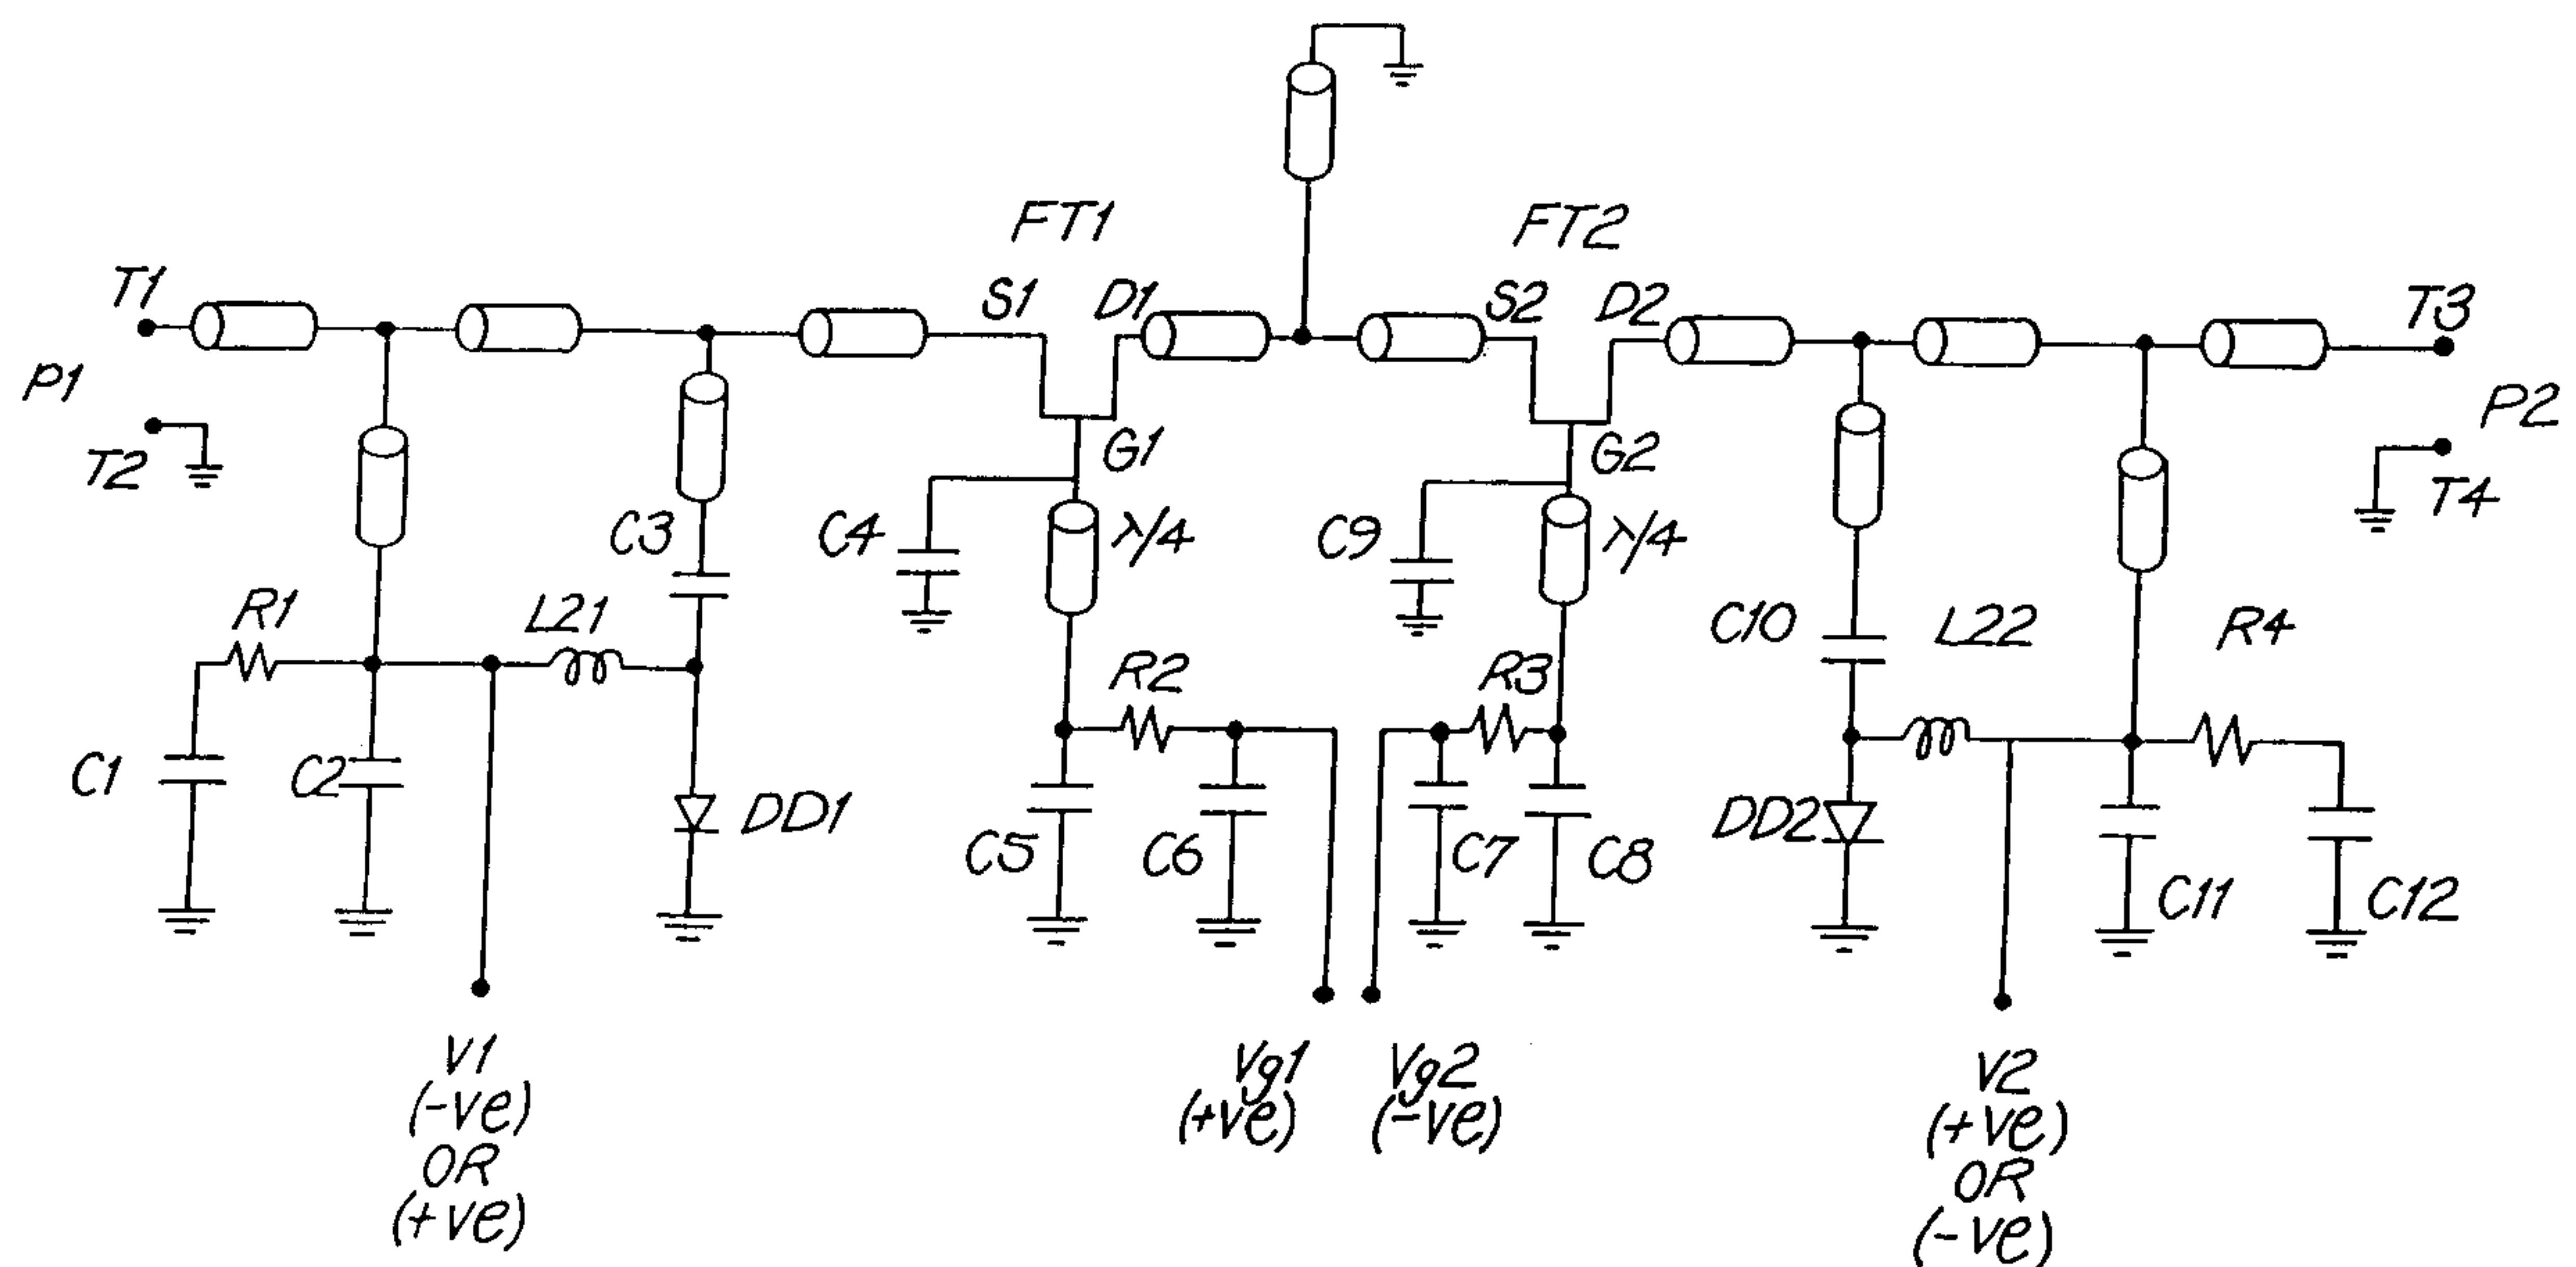 FT1
FT2
T1
S1
D1
S2
D2
T3
P1
P2
T2
G1
G2
T4
C3
C4
λ/4
C9
λ/4
R1
L21
C10
L22
R4
R2
R3
C1
C2
DD1
DD2
C5
C6
C7
C8
C11
C12
V1
(-ve)
OR
(+ve)
Vg1
(+ve)
Vg2
(-ve)
V2
(+ve)
OR
(-ve)